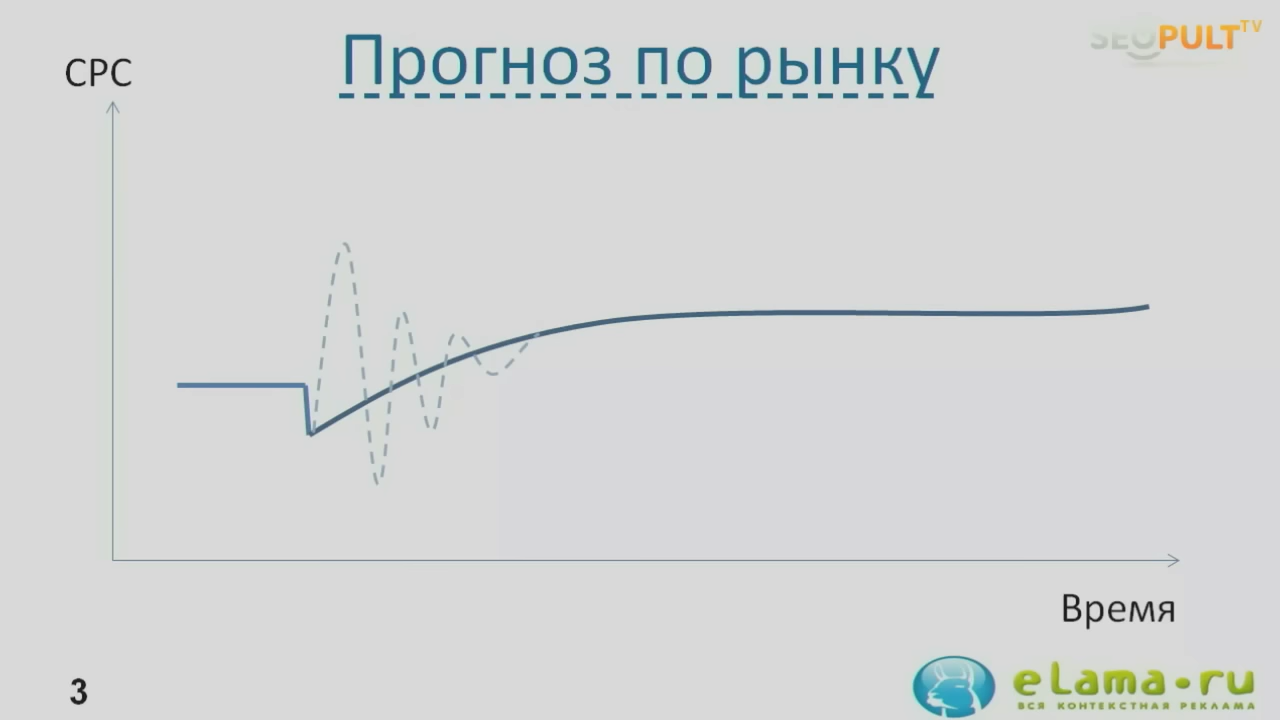 Прогноз по рынку
SEOPULT TV
CPC
Время
3
eLama.ru
ВСЯ КОНТЕКСТНАЯ РЕКЛАМА